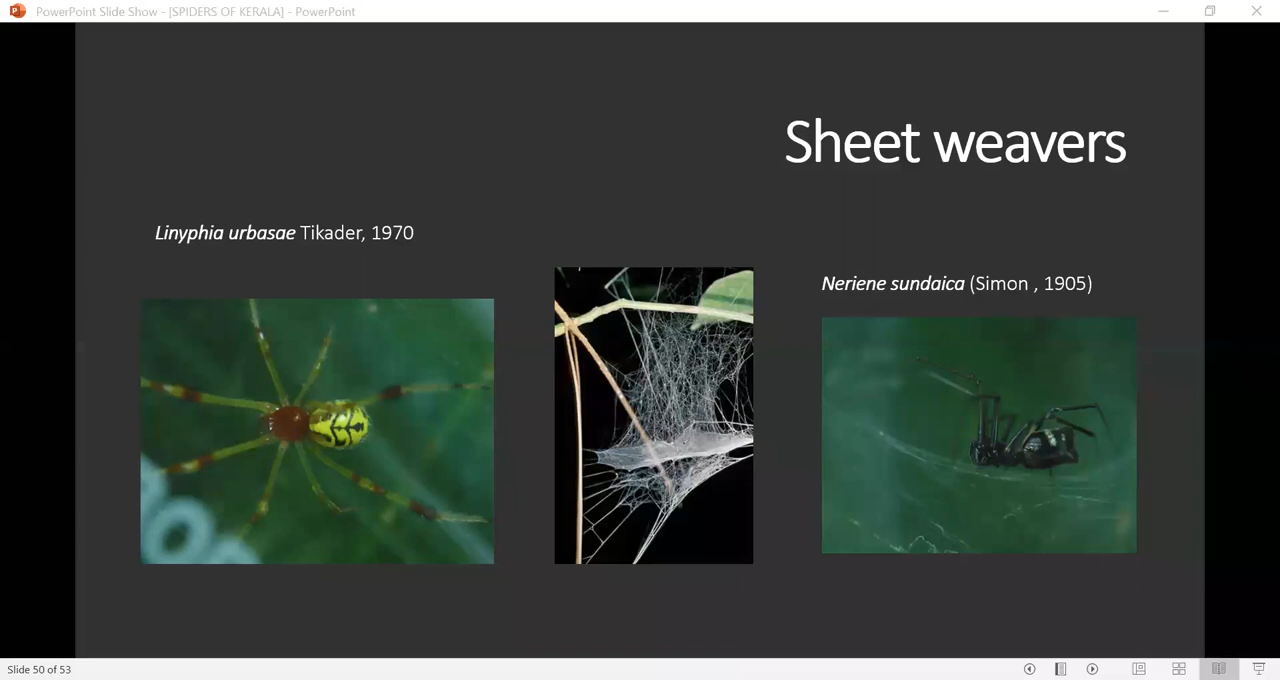 PowerPoint Slide Show - [SPIDERS OF KERALA] - PowerPoint
Sheet weavers
Linyphia urbasae Tikader, 1970
Neriene sundaica (Simon , 1905)
Slide 50 of 53